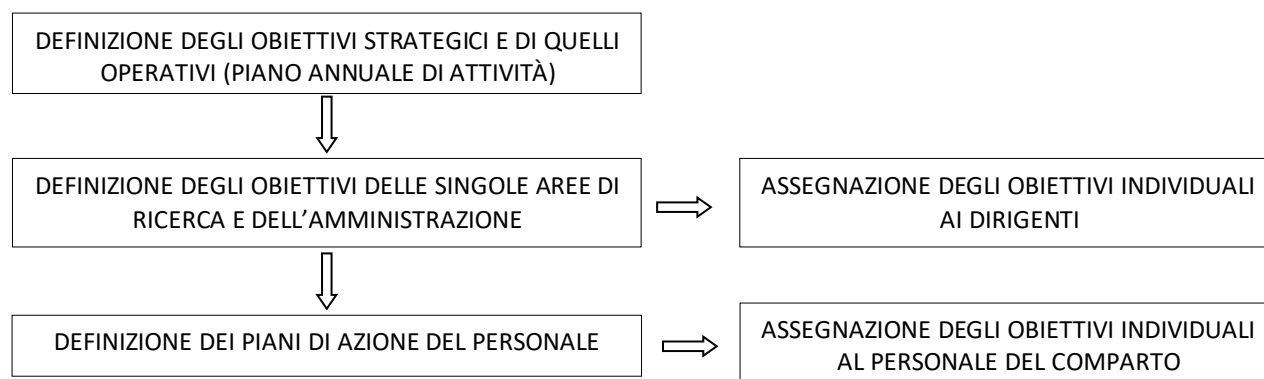 DEFINIZIONE DEGLI OBIETTIVI STRATEGICI E DI QUELLI
OPERATIVI (PIANO ANNUALE DI ATTIVITÀ)
DEFINIZIONE DEGLI OBIETTIVI DELLE SINGOLE AREE DI
RICERCA E DELL’AMMINISTRAZIONE
ASSEGNAZIONE DEGLI OBIETTIVI INDIVIDUALI
AI DIRIGENTI
DEFINIZIONE DEI PIANI DI AZIONE DEL PERSONALE
ASSEGNAZIONE DEGLI OBIETTIVI INDIVIDUALI
AL PERSONALE DEL COMPARTO